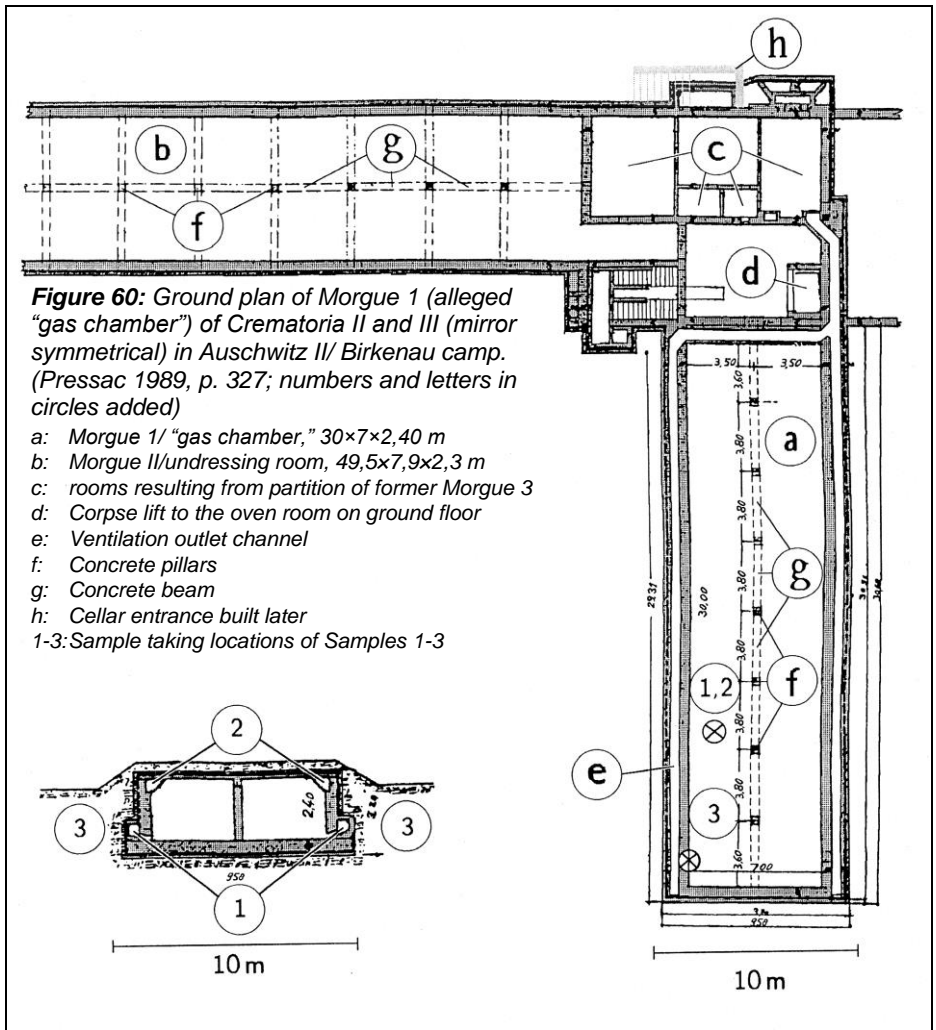 h
b
g
c
f
d
Figure 60: Ground plan of Morgue 1 (alleged
“gas chamber”) of Crematoria II and III (mirror
symmetrical) in Auschwitz II/ Birkenau camp.
(Pressac 1989, p. 327; numbers and letters in
circles added)
a: Morgue 1/ “gas chamber,” 30×7×2,40 m
b: Morgue II/undressing room, 49,5×7,9×2,3 m
c: rooms resulting from partition of former Morgue 3
d: Corpse lift to the oven room on ground floor
e: Ventilation outlet channel
f: Concrete pillars
g: Concrete beam
h: Cellar entrance built later
1-3:Sample taking locations of Samples 1-3
3,50 3,50
3,60
a
3,80
3,80
g
3,80
30,00
3,80
f
1,2
3,80
3,80
e
3
3,80
3,60
7,00
950
10 m
2
3
2,40
3
950
1
10 m